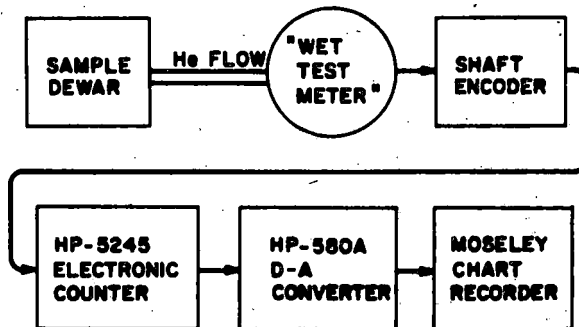 SAMPLE
DEWAR
He FLOW
"WET
TEST
METER"
SHAFT
ENCODER
HP-5245
ELECTRONIC
COUNTER
HP-580A
D-A
CONVERTER
MOSELEY
CHART
RECORDER